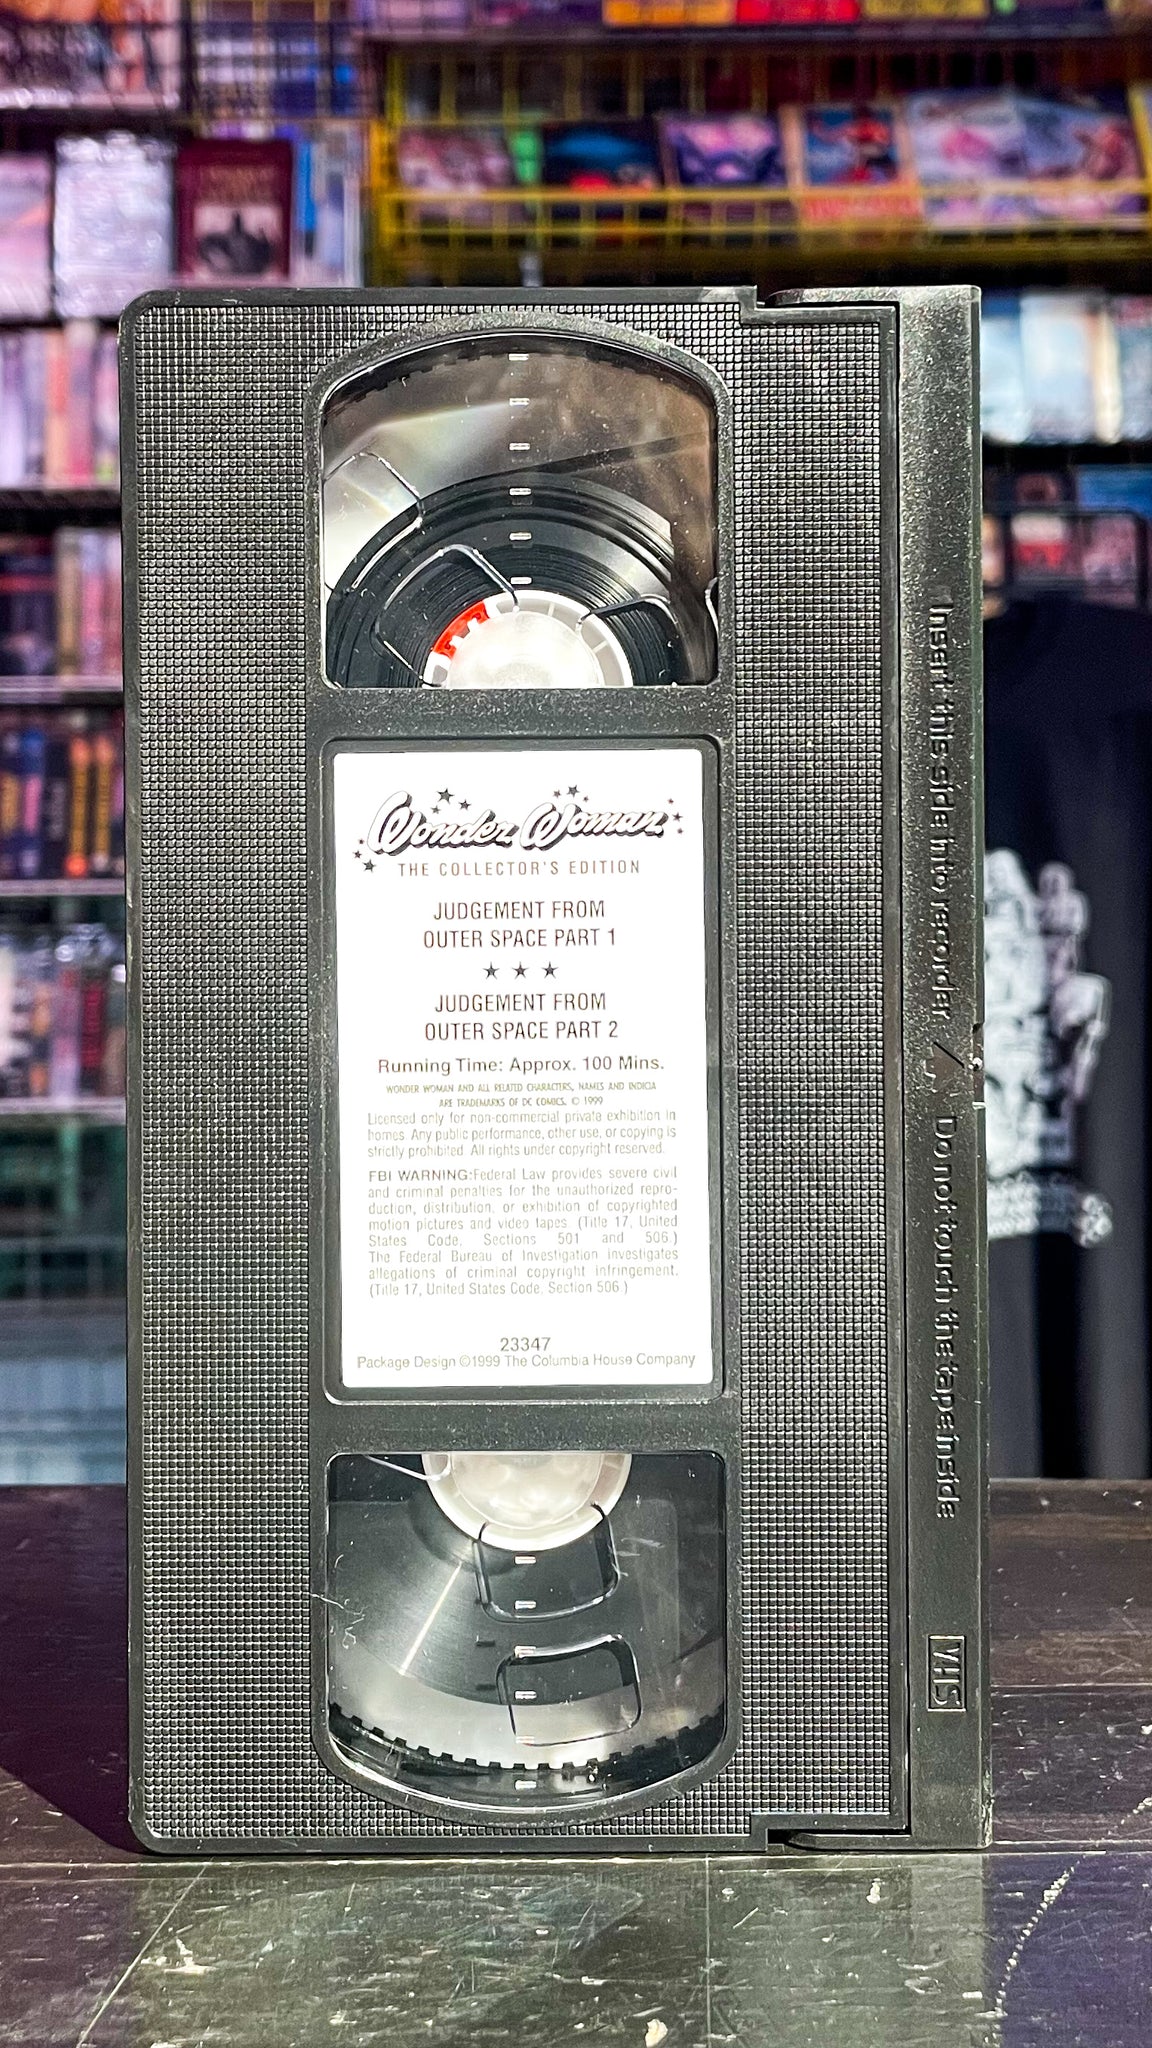 Wonder Woman
THE COLLECTOR'S EDITION
JUDGEMENT FROM
OUTER SPACE PART 1
★ ★ ★
JUDGEMENT FROM
OUTER SPACE PART 2
Running Time: Approx. 100 Mins.
WONDER WOMAN AND ALL RELATED CHARACTERS, NAMES AND INDICIA
ARE TRADEMARKS OF DC COMICS. © 1999
Licensed only for non-commercial private exhibition in
homes. Any public performance, other use, or copying is
strictly prohibited. All rights under copyright reserved.
FBI WARNING:Federal Law provides severe civil
and criminal penalties for the unauthorized repro-
duction, distribution, or exhibition of copyrighted
motion pictures and video tapes. (Title 17, United
States Code, Sections 501 and 506.)
The Federal Bureau of Investigation investigates
allegations of criminal copyright infringement.
(Title 17, United States Code, Section 506.)
23347
Package Design ©1999 The Columbia House Company
Insert this side into recorder / Do not touch the tape inside
VHS